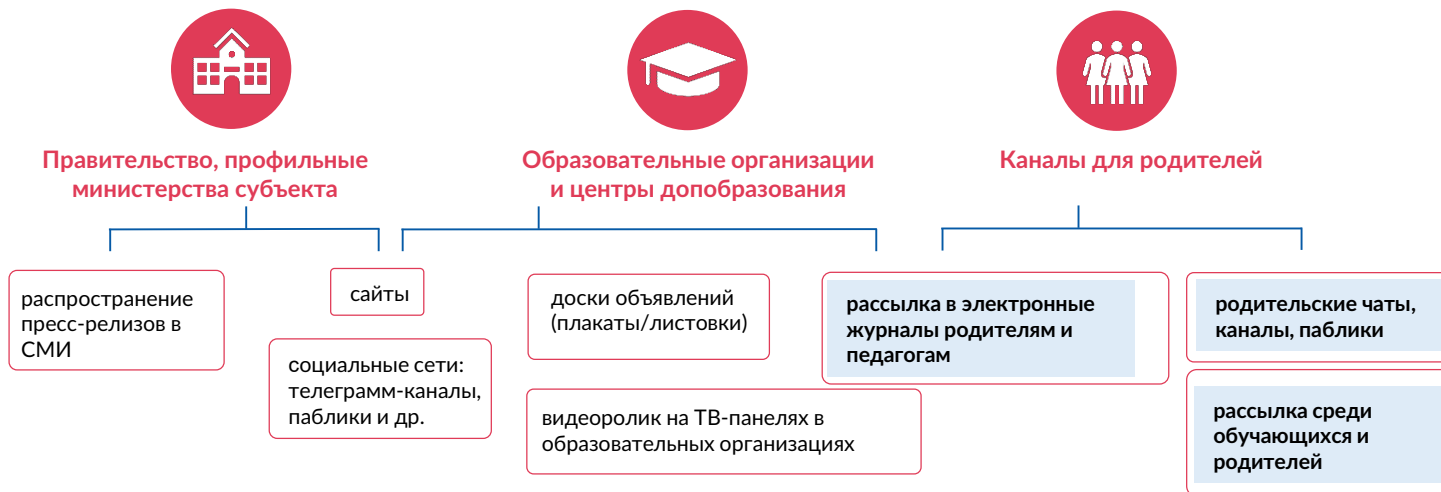 Правительство, профильные
министерства субъекта
Образовательные организации
и центры допобразования
Каналы для родителей
распространение
пресс-релизов в
СМИ
сайты
социальные сети:
телеграмм-каналы,
паблики и др.
доски объявлений
(плакаты/листовки)
видеоролик на ТВ-панелях в
образовательных организациях
рассылка в электронные
журналы родителям и
педагогам
родительские чаты,
каналы, паблики
рассылка среди
обучающихся и
родителей